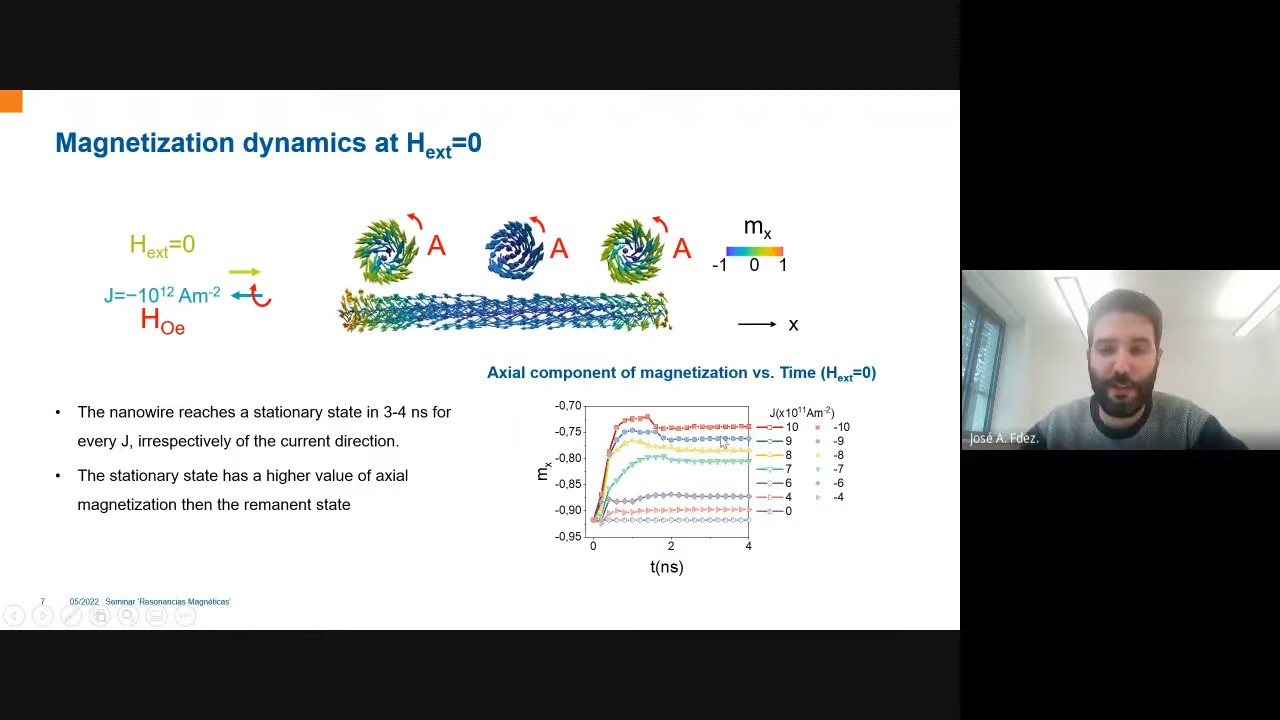 Magnetization dynamics at Hext=0
Hext=0
J=−10¹² Am⁻²
HOe
A
A
A
mx
-1 0 1
x
Axial component of magnetization vs. Time (Hext=0)
• The nanowire reaches a stationary state in 3-4 ns for
every J, irrespectively of the current direction.
• The stationary state has a higher value of axial
magnetization then the remanent state
-0,70
-0,75
-0,80
-0,85
-0,90
-0,95
mx
0 2 4
t(ns)
J(x10¹¹Am⁻²)
10 -10
9 -9
8 -8
7 -7
6 -6
4 -4
0
7 05/2022 Seminar 'Resonancias Magnéticas'
José A. Fdez.